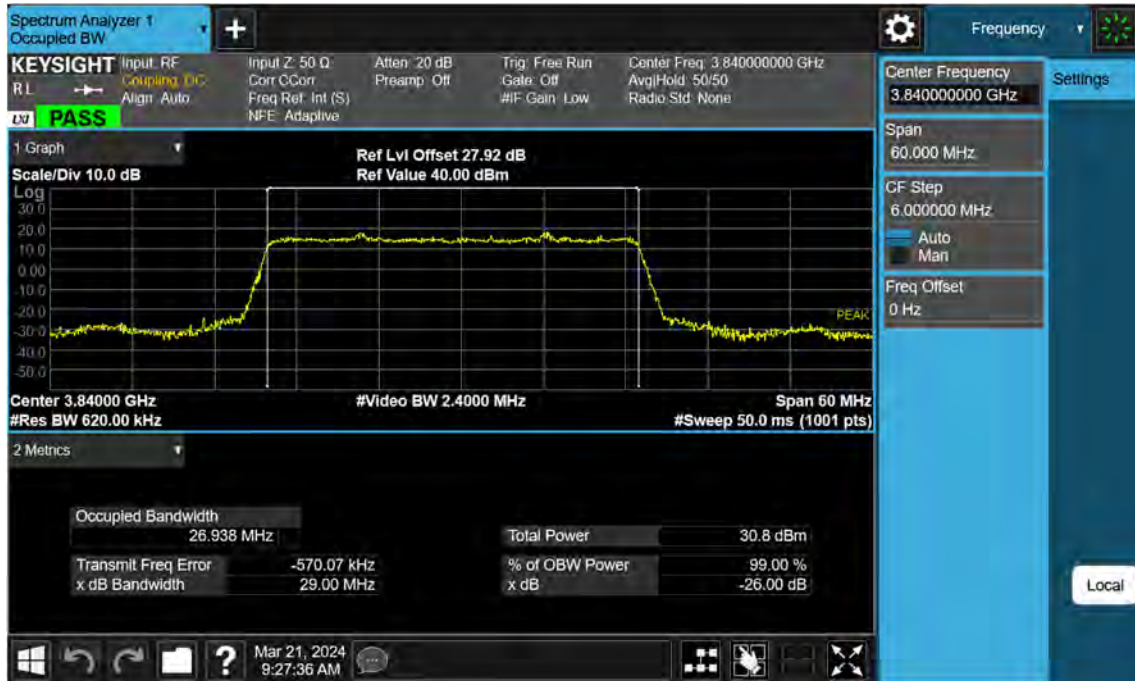 Spectrum Analyzer 1
Occupied BW
Frequency
KEYSIGHT
RL
LXI
PASS
Input: RF
Coupling: DC
Align: Auto
Input Z: 50 Ω
Corr CCorr
Freq Ref: Int (S)
NFE: Adaptive
Atten: 20 dB
Preamp: Off
Trig: Free Run
Gate: Off
#IF Gain: Low
Center Freq: 3.840000000 GHz
Avg|Hold: 50/50
Radio Std: None
Center Frequency
3.840000000 GHz
Settings
Span
60.000 MHz
CF Step
6.000000 MHz
Auto
Man
Freq Offset
0 Hz
1 Graph
Scale/Div 10.0 dB
Ref Lvl Offset 27.92 dB
Ref Value 40.00 dBm
Log
30.0
20.0
10.0
0.00
-10.0
-20.0
-30.0
-40.0
-50.0
PEAK
Center 3.84000 GHz
#Video BW 2.4000 MHz
Span 60 MHz
#Res BW 620.00 kHz
#Sweep 50.0 ms (1001 pts)
2 Metrics
Occupied Bandwidth
26.938 MHz
Total Power 30.8 dBm
Transmit Freq Error -570.07 kHz
% of OBW Power 99.00 %
x dB Bandwidth 29.00 MHz
x dB -26.00 dB
Local
Mar 21, 2024
9:27:36 AM